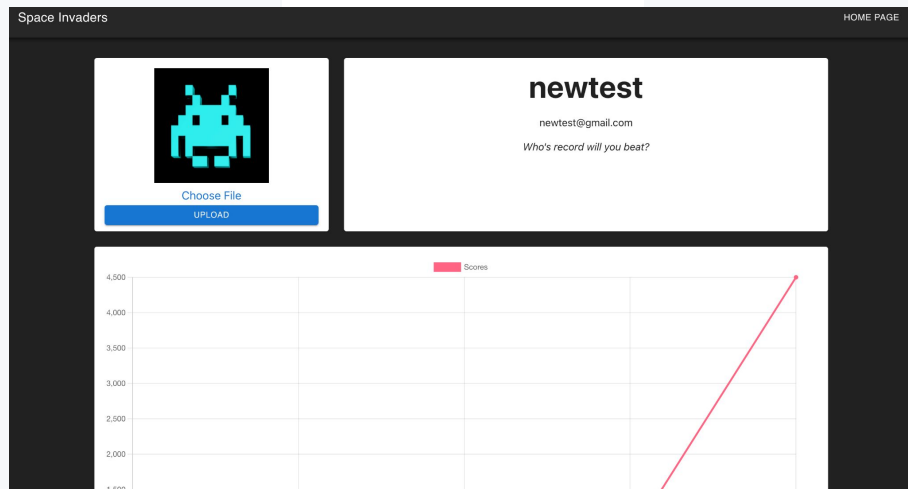 Space Invaders
HOME PAGE
newtest
newtest@gmail.com
Who's record will you beat?
Choose File
UPLOAD
Scores
4,500
4,000
3,500
3,000
2,500
2,000